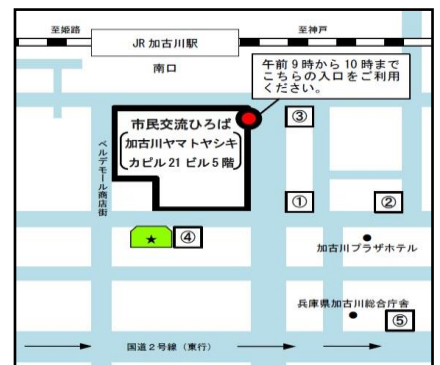 至姫路
至神戸
JR 加古川駅
南口
午前9時から10時まで
こちらの入口をご利用
ください。
市民交流ひろば
加古川ヤマトヤシキ
カピル21ビル5階
ベルデモール商店街
③
①
②
④
加古川プラザホテル
兵庫県加古川総合庁舎
⑤
国道2号線（東行）